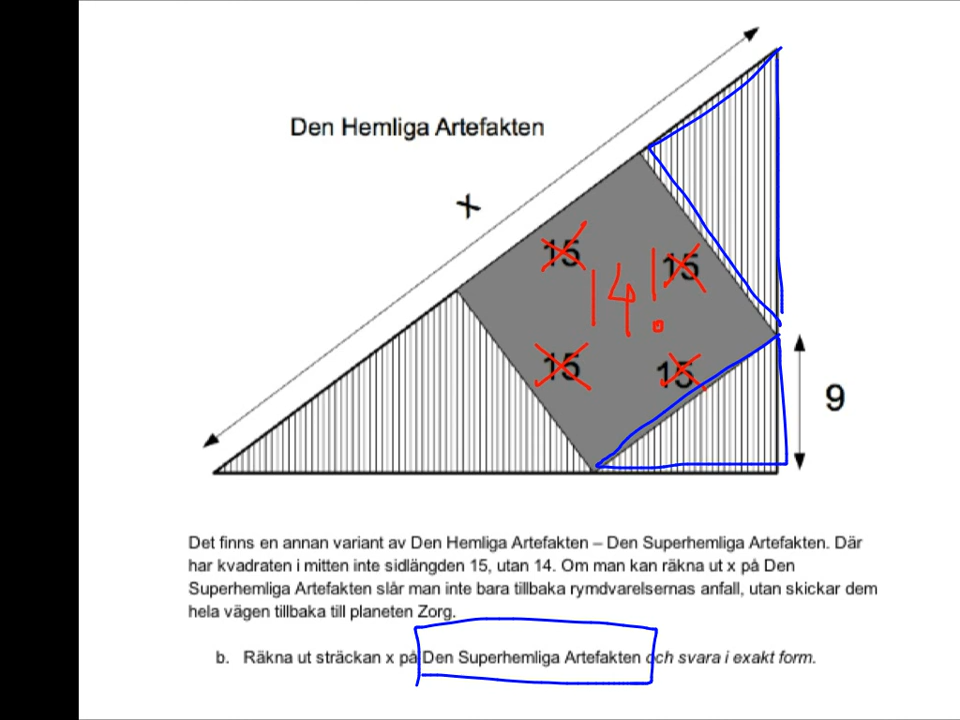 Den Hemliga Artefakten
x
15
15
14!
15
15
9
Det finns en annan variant av Den Hemliga Artefakten – Den Superhemliga Artefakten. Där
har kvadraten i mitten inte sidlängden 15, utan 14. Om man kan räkna ut x på Den
Superhemliga Artefakten slår man inte bara tillbaka rymdvarelsernas anfall, utan skickar dem
hela vägen tillbaka till planeten Zorg.
b. Räkna ut sträckan x på Den Superhemliga Artefakten och svara i exakt form.